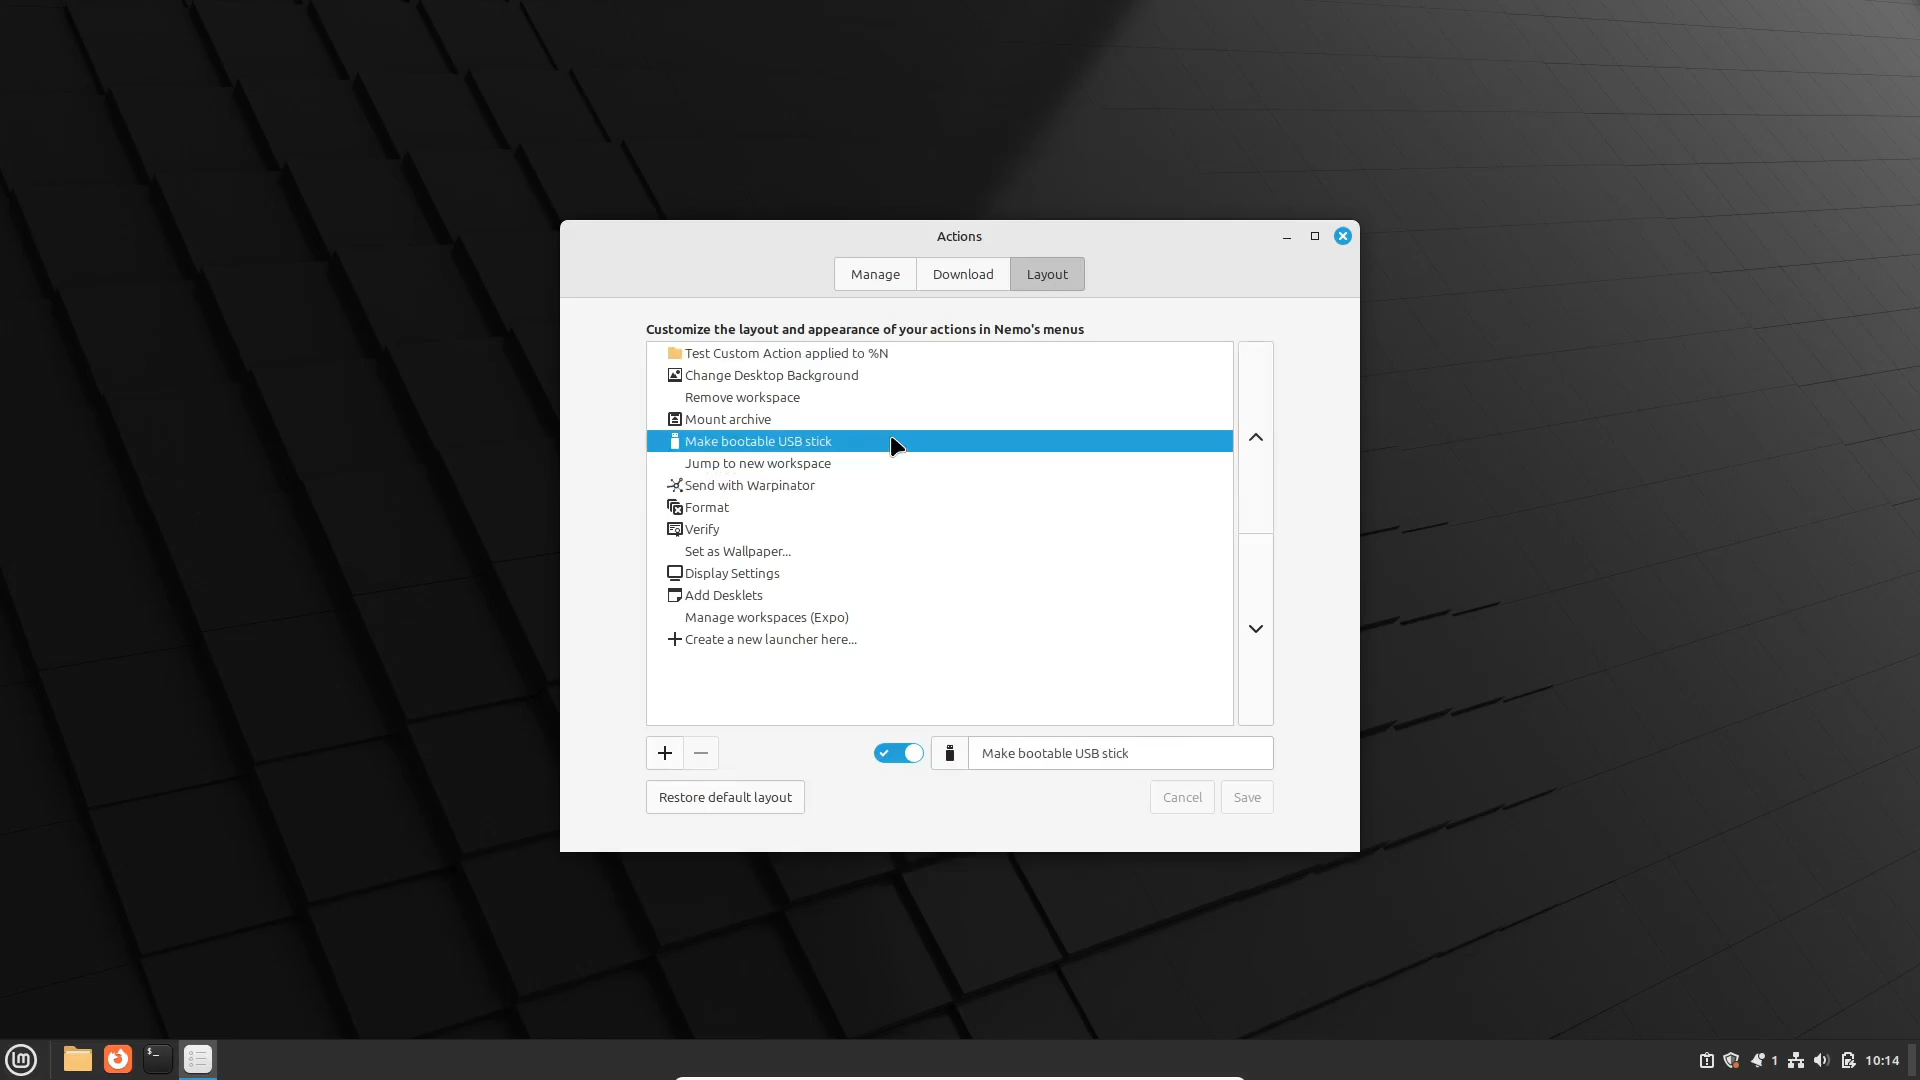 Actions
Manage
Download
Layout
Customize the layout and appearance of your actions in Nemo's menus
Test Custom Action applied to %N
Change Desktop Background
Remove workspace
Mount archive
Make bootable USB stick
Jump to new workspace
Send with Warpinator
Format
Verify
Set as Wallpaper...
Display Settings
Add Desklets
Manage workspaces (Expo)
Create a new launcher here...
Make bootable USB stick
Restore default layout
Cancel
Save
1
10:14